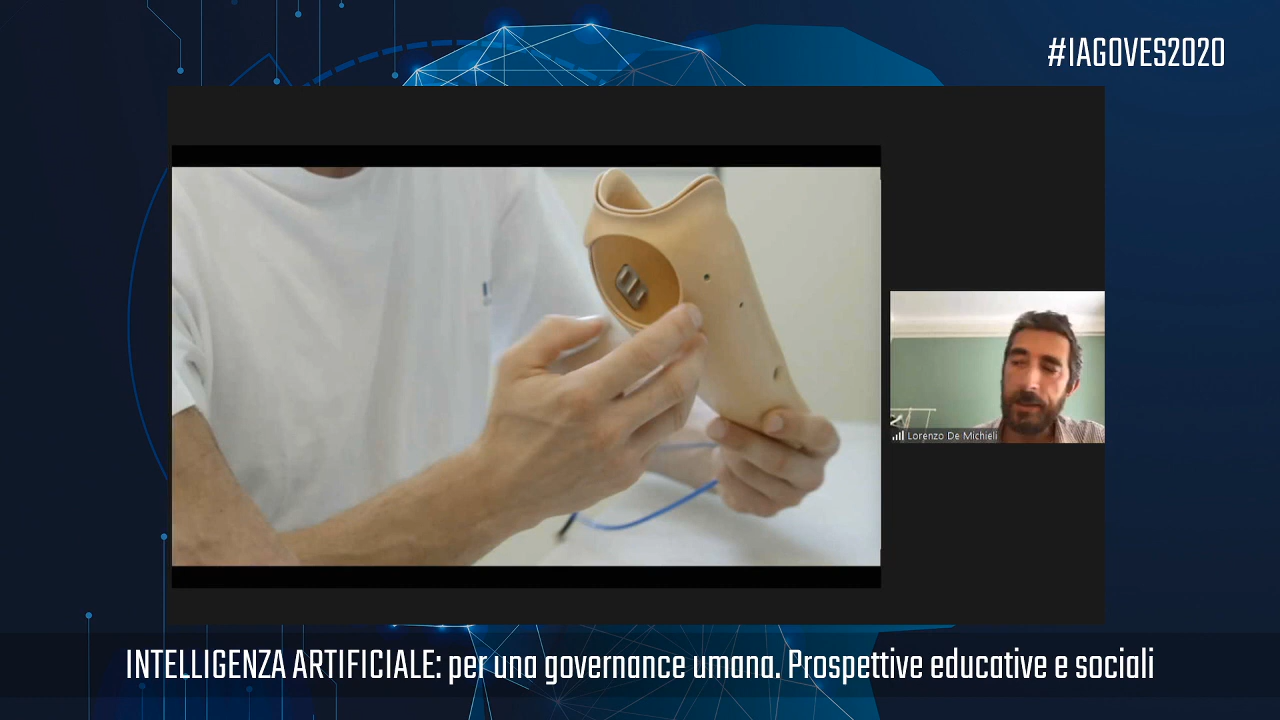 #IAGOVES2020
Lorenzo De Michieli
INTELLIGENZA ARTIFICIALE: per una governance umana. Prospettive educative e sociali